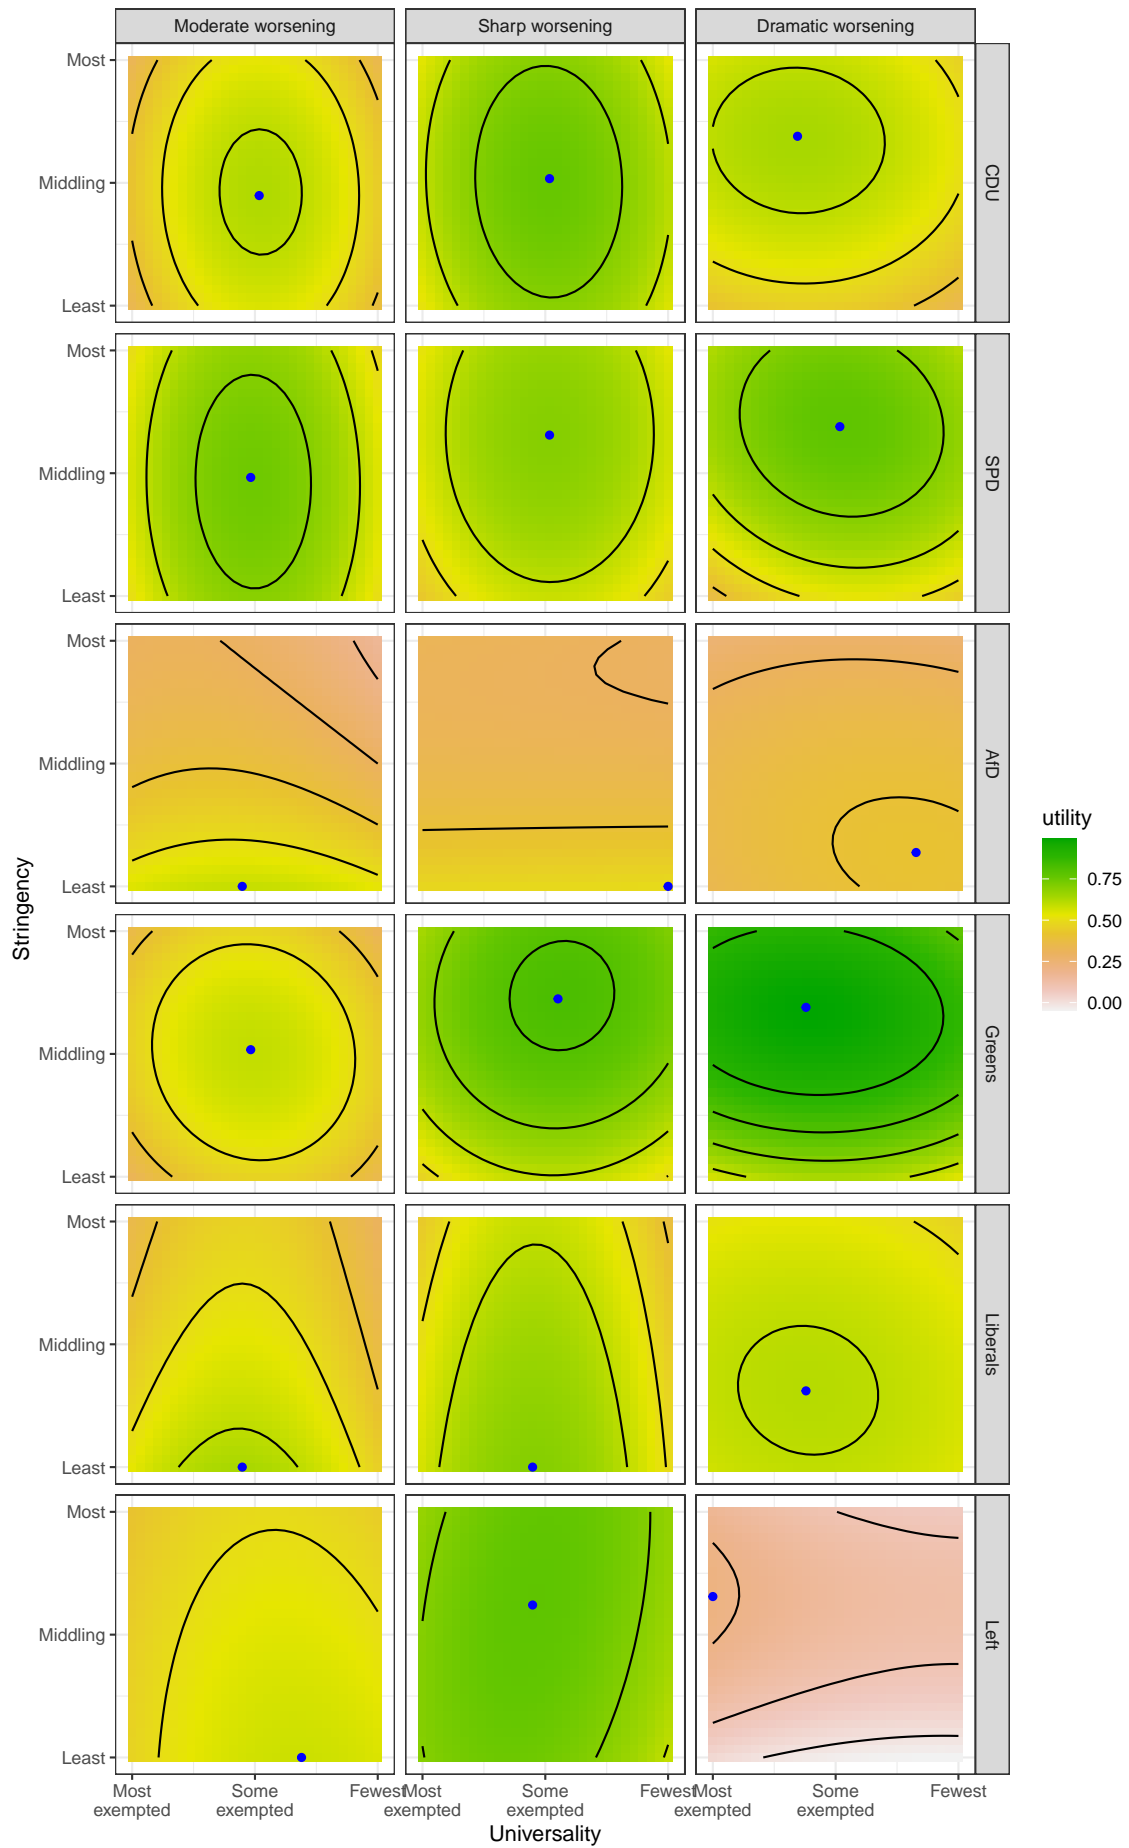 Moderate worsening
Sharp worsening
Dramatic worsening
Most
Middling
Least
CDU
Most
Middling
Least
SPD
Most
Middling
Least
AfD
Most
Middling
Least
Greens
Most
Middling
Least
Liberals
Most
Middling
Least
Left
Stringency
utility
0.75
0.50
0.25
0.00
Most
exempted
Some
exempted
Fewest
Most
exempted
Some
exempted
Fewest
Most
exempted
Some
exempted
Fewest
Universality